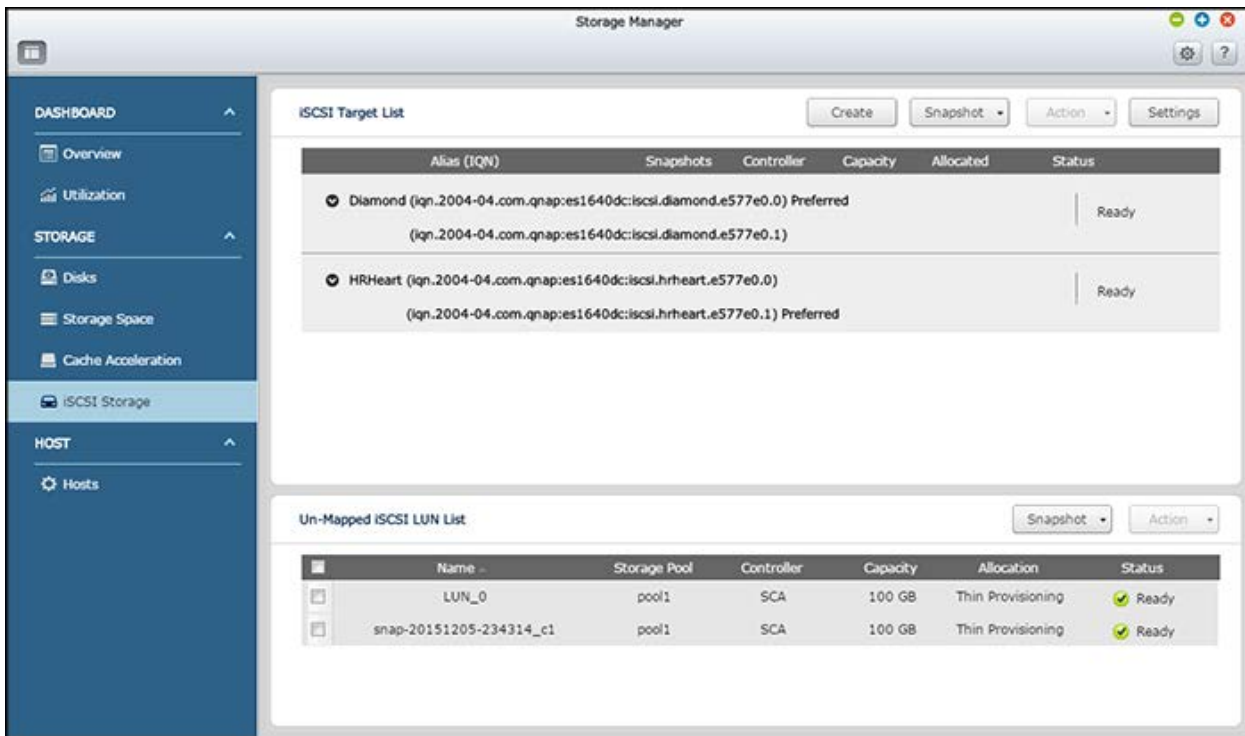 Storage Manager
?
DASHBOARD
Overview
Utilization
STORAGE
Disks
Storage Space
Cache Acceleration
iSCSI Storage
HOST
Hosts
iSCSI Target List
Create
Snapshot
Action
Settings
Alias (IQN) Snapshots Controller Capacity Allocated Status
Diamond (iqn.2004-04.com.qnap:es1640dc:iscsi.diamond.e577e0.0) Preferred
(iqn.2004-04.com.qnap:es1640dc:iscsi.diamond.e577e0.1)
Ready
HRHeart (iqn.2004-04.com.qnap:es1640dc:iscsi.hrheart.e577e0.0)
(iqn.2004-04.com.qnap:es1640dc:iscsi.hrheart.e577e0.1) Preferred
Ready
Un-Mapped iSCSI LUN List
Snapshot
Action
Name Storage Pool Controller Capacity Allocation Status
LUN_0 pool1 SCA 100 GB Thin Provisioning Ready
snap-20151205-234314_c1 pool1 SCA 100 GB Thin Provisioning Ready